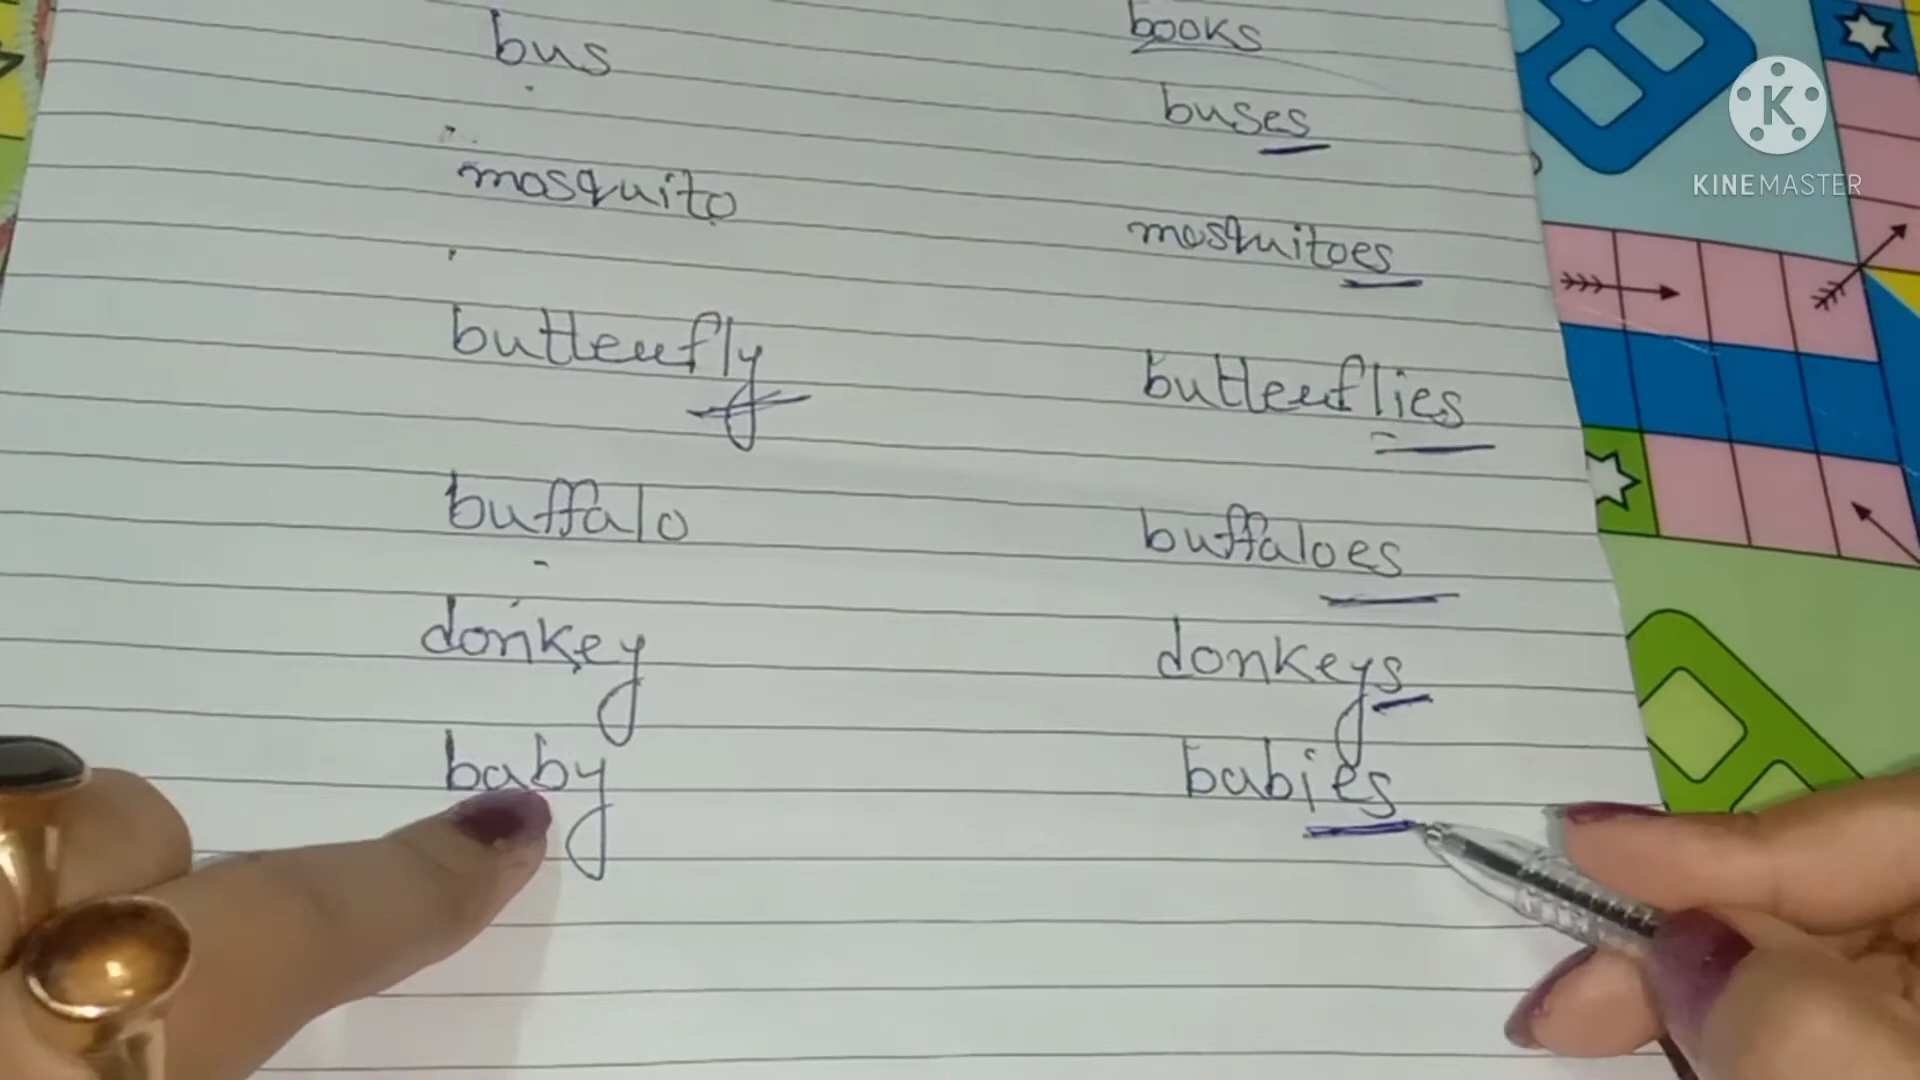 books
bus
buses
mosquito
mosquitoes
butterfly
butterflies
buffalo
buffaloes
donkey
donkeys
baby
babies
K
KINEMASTER